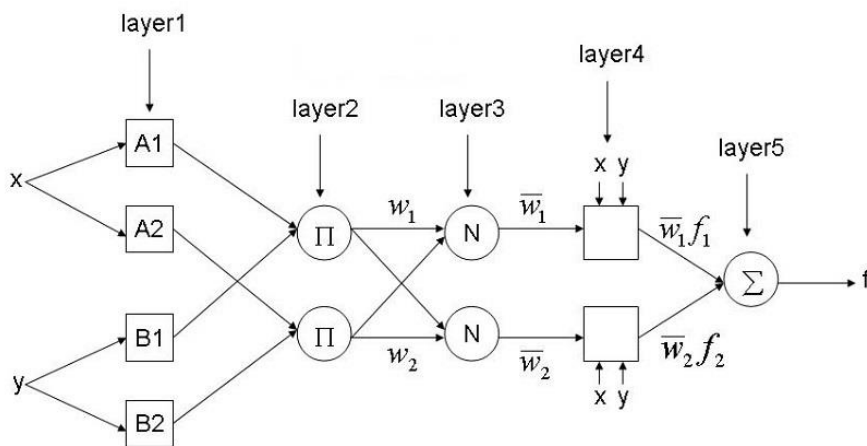 layer1
layer2
layer3
layer4
layer5
x
y
A1
A2
B1
B2
Π
Π
w₁
w₂
N
N
w̅₁
w̅₂
x y
x y
w̅₁f₁
w̅₂f₂
Σ
f